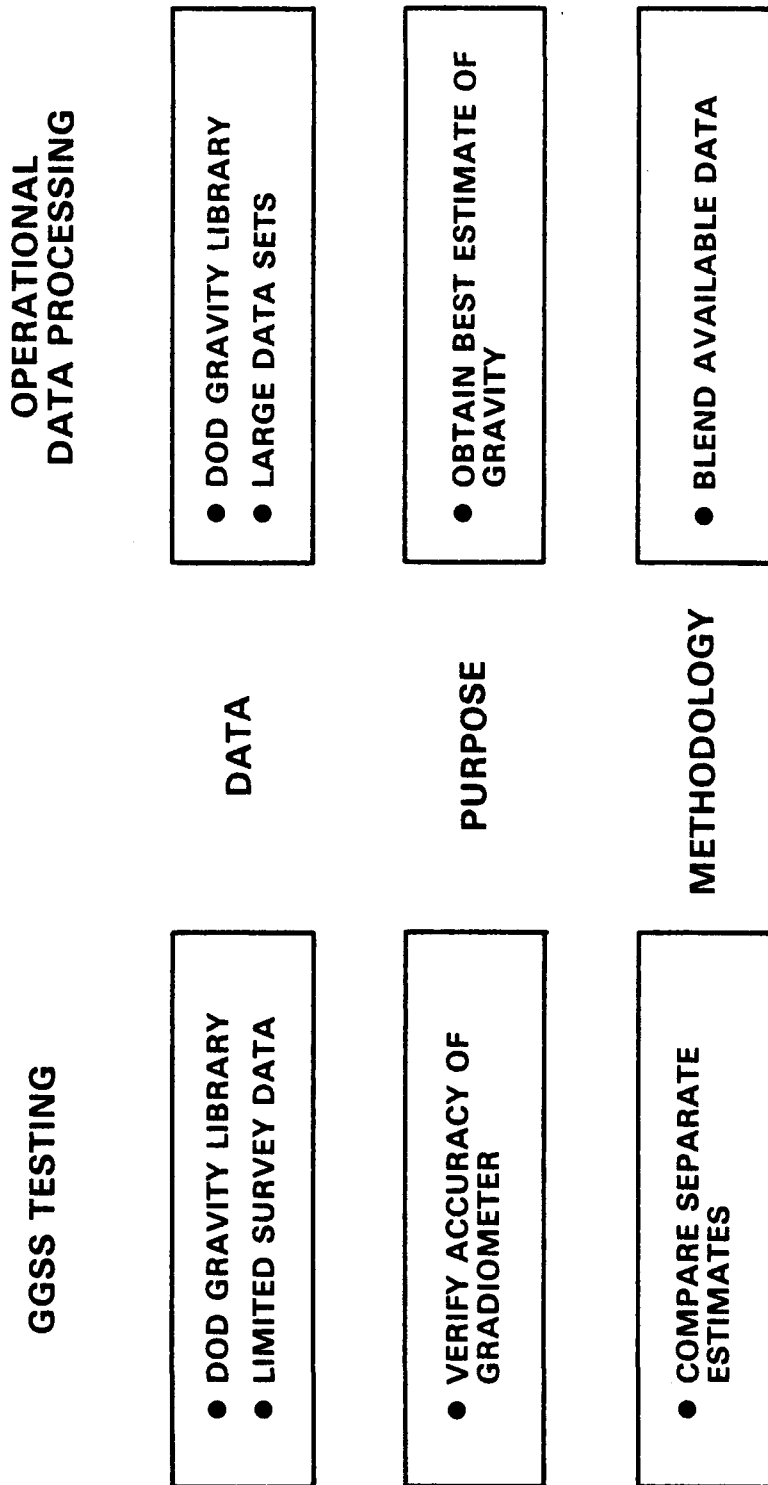 GGSS TESTING
OPERATIONAL
DATA PROCESSING
● DOD GRAVITY LIBRARY
● LIMITED SURVEY DATA
DATA
● DOD GRAVITY LIBRARY
● LARGE DATA SETS
● VERIFY ACCURACY OF
GRADIOMETER
PURPOSE
● OBTAIN BEST ESTIMATE OF
GRAVITY
● COMPARE SEPARATE
ESTIMATES
METHODOLOGY
● BLEND AVAILABLE DATA